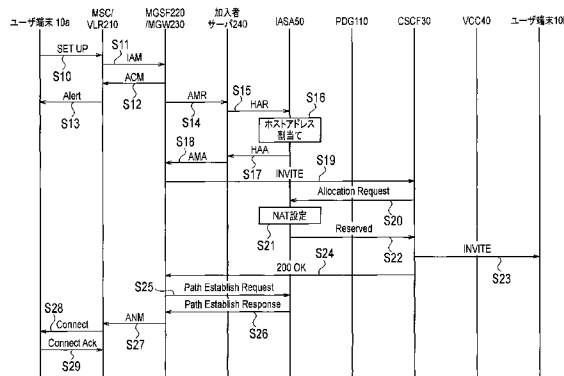 ユーザ端末 10a
MSC/
VLR210
MGSF220
/MGW230
加入者
サーバ240
IASA50
PDG110
CSCF30
VCC40
ユーザ端末10
SET UP
S10
S11
IAM
ACM
S12
Alert
S13
AMR
S14
S15
HAR
S16
ホストアドレス
割当て
S18
AMA
HAA
S17
S19
INVITE
Allocation Request
S20
NAT設定
S21
Reserved
S22
INVITE
S23
S24
200 OK
S25
Path Establish Request
Path Establish Response
S26
S28
Connect
ANM
S27
Connect Ack
S29